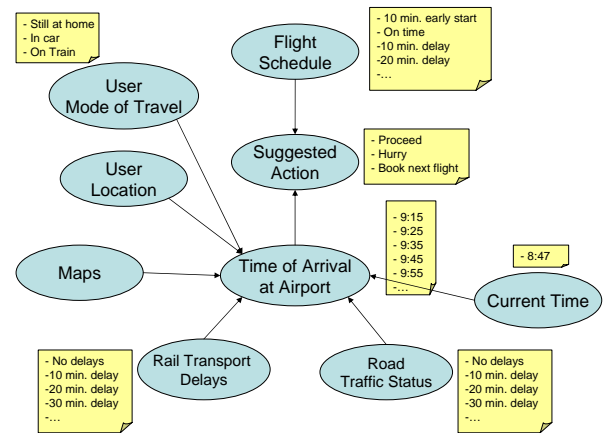 - Still at home
- In car
- On Train
User
Mode of Travel
Flight
Schedule
- 10 min. early start
- On time
-10 min. delay
-20 min. delay
-...
User
Location
Suggested
Action
- Proceed
- Hurry
- Book next flight
Maps
Time of Arrival
at Airport
- 9:15
- 9:25
- 9:35
- 9:45
- 9:55
-...
- 8:47
Current Time
- No delays
-10 min. delay
-20 min. delay
-30 min. delay
-...
Rail Transport
Delays
Road
Traffic Status
- No delays
-10 min. delay
-20 min. delay
-30 min. delay
-...